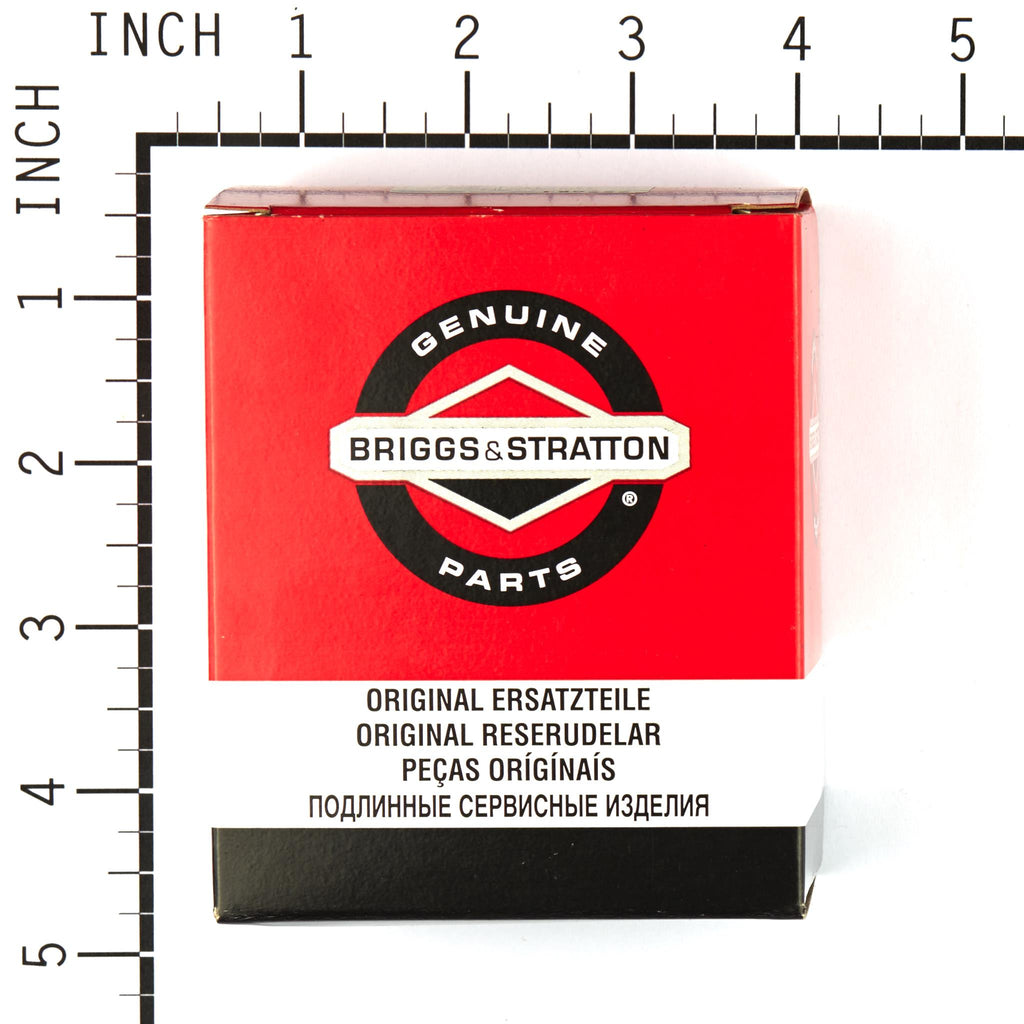 INCH 1 2 3 4 5
INCH
1
2
3
4
5
GENUINE
BRIGGS & STRATTON
®
PARTS
ORIGINAL ERSATZTEILE
ORIGINAL RESERUDELAR
PEÇAS ORÍGÍNAÍS
ПОДЛИННЫЕ СЕРВИСНЫЕ ИЗДЕЛИЯ